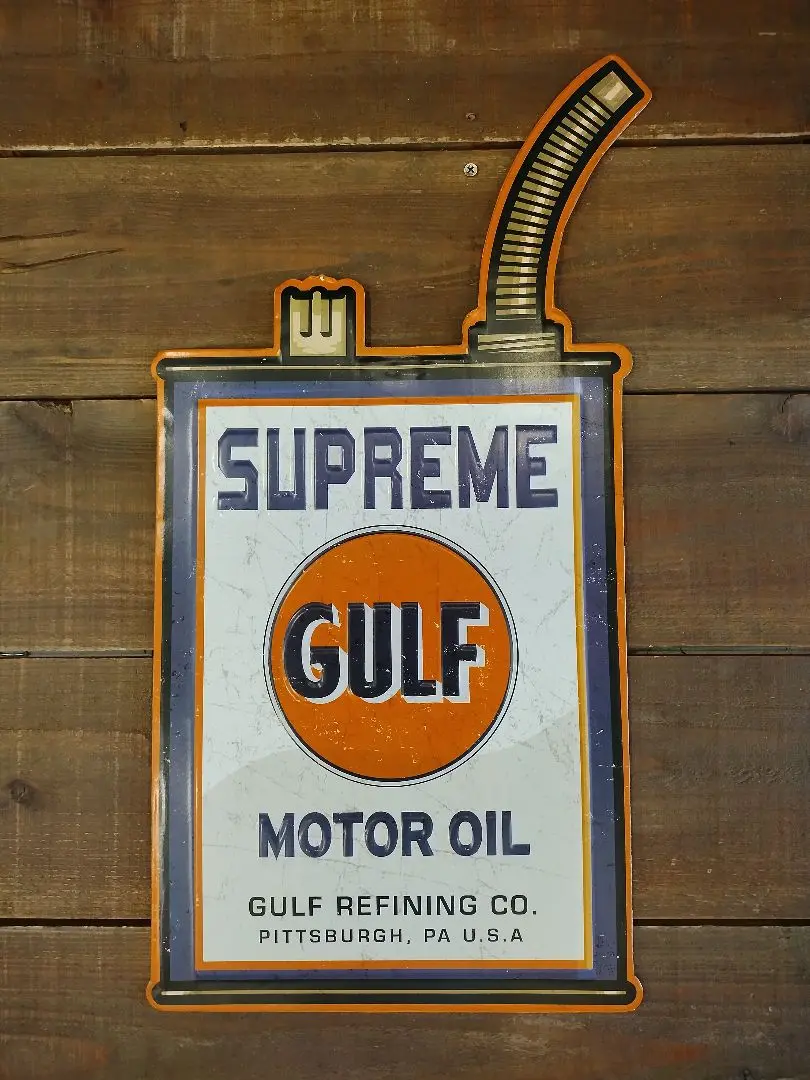 SUPREME
GULF
MOTOR OIL
GULF REFINING CO.
PITTSBURGH, PA U.S.A